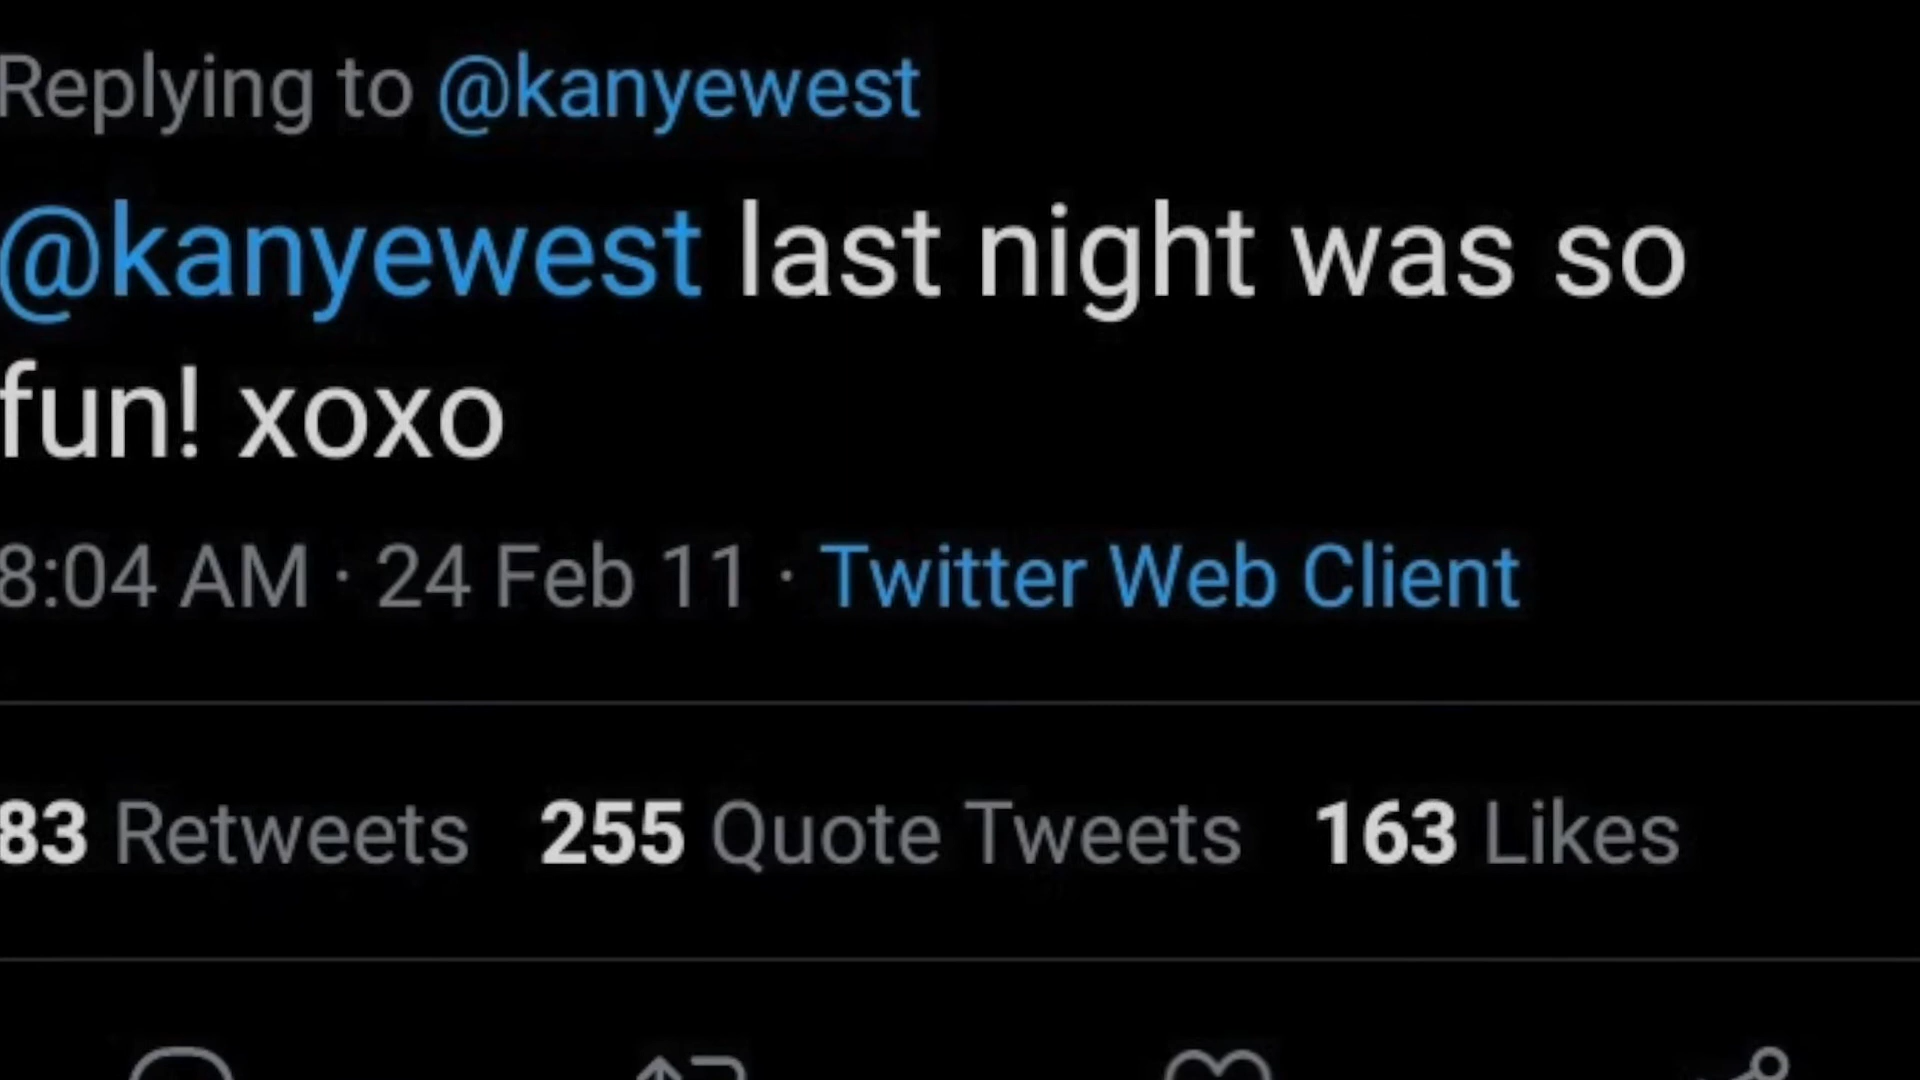 Replying to @kanyewest
@kanyewest last night was so
fun! xoxo
8:04 AM · 24 Feb 11 · Twitter Web Client
83 Retweets 255 Quote Tweets 163 Likes